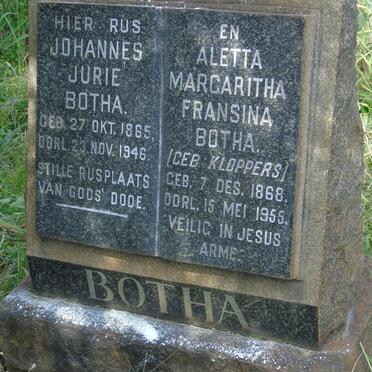 HIER RUS
JOHANNES
JURIE
BOTHA.
GEB 27 OKT. 1865.
OORL 23 NOV. 1946.
STILLE RUSPLAATS
VAN GODS' DODE.
EN
ALETTA
MARGARITHA
FRANSINA
BOTHA.
(GEB. KLOPPERS)
GEB. 7 DES. 1868.
OORL. 15 MEI 1955.
VEILIG IN JESUS
ARME
BOTHA